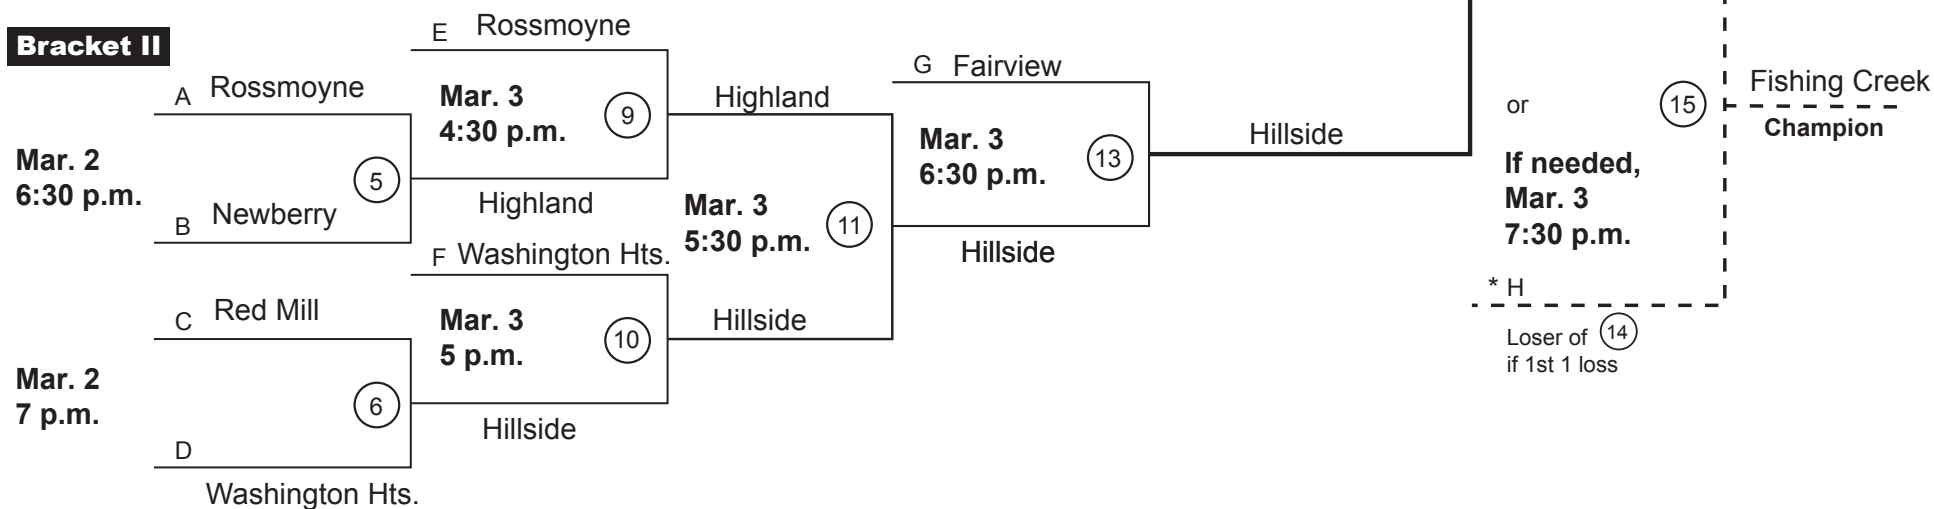 Bracket II
A Rossmoyne
Mar. 2
6:30 p.m.
5
B Newberry
C Red Mill
Mar. 2
7 p.m.
6
D
Washington Hts.
E Rossmoyne
Mar. 3
4:30 p.m.
9
Highland
F Washington Hts.
Mar. 3
5 p.m.
10
Hillside
Highland
Mar. 3
5:30 p.m.
11
Hillside
G Fairview
Mar. 3
6:30 p.m.
13
Hillside
Hillside
or
15
If needed,
Mar. 3
7:30 p.m.
* H
Loser of 14
if 1st 1 loss
Fishing Creek
Champion